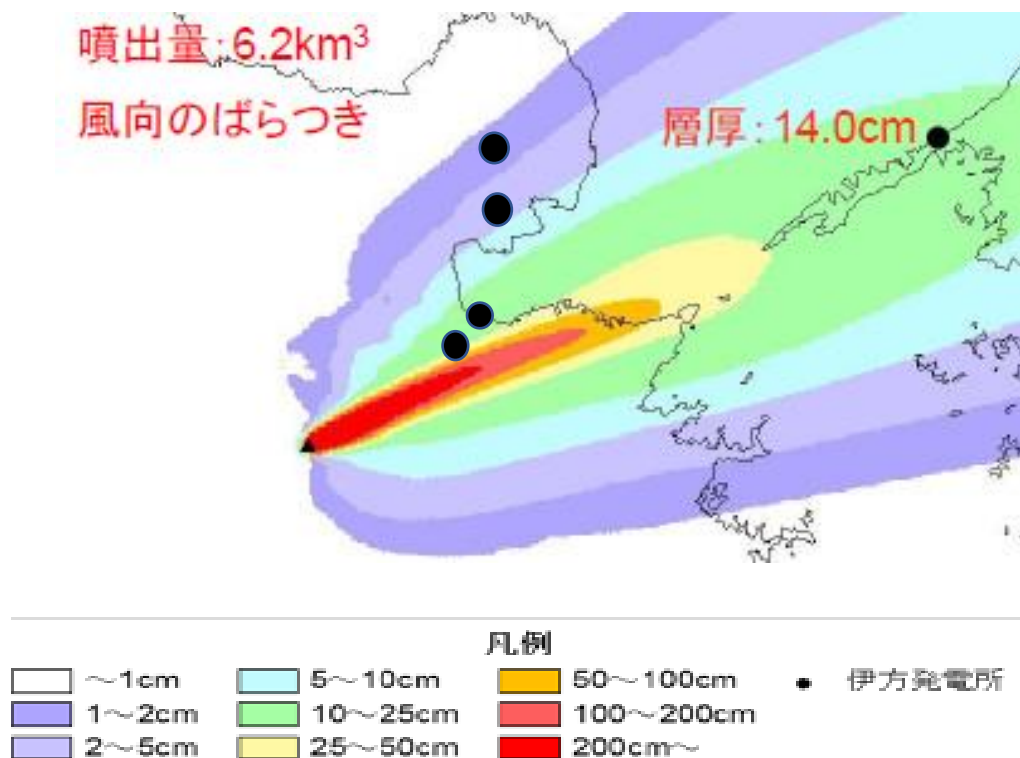 噴出量:6.2km³
風向のばらつき
層厚:14.0cm
凡例
～1cm
1～2cm
2～5cm
5～10cm
10～25cm
25～50cm
50～100cm
100～200cm
200cm～
伊方発電所